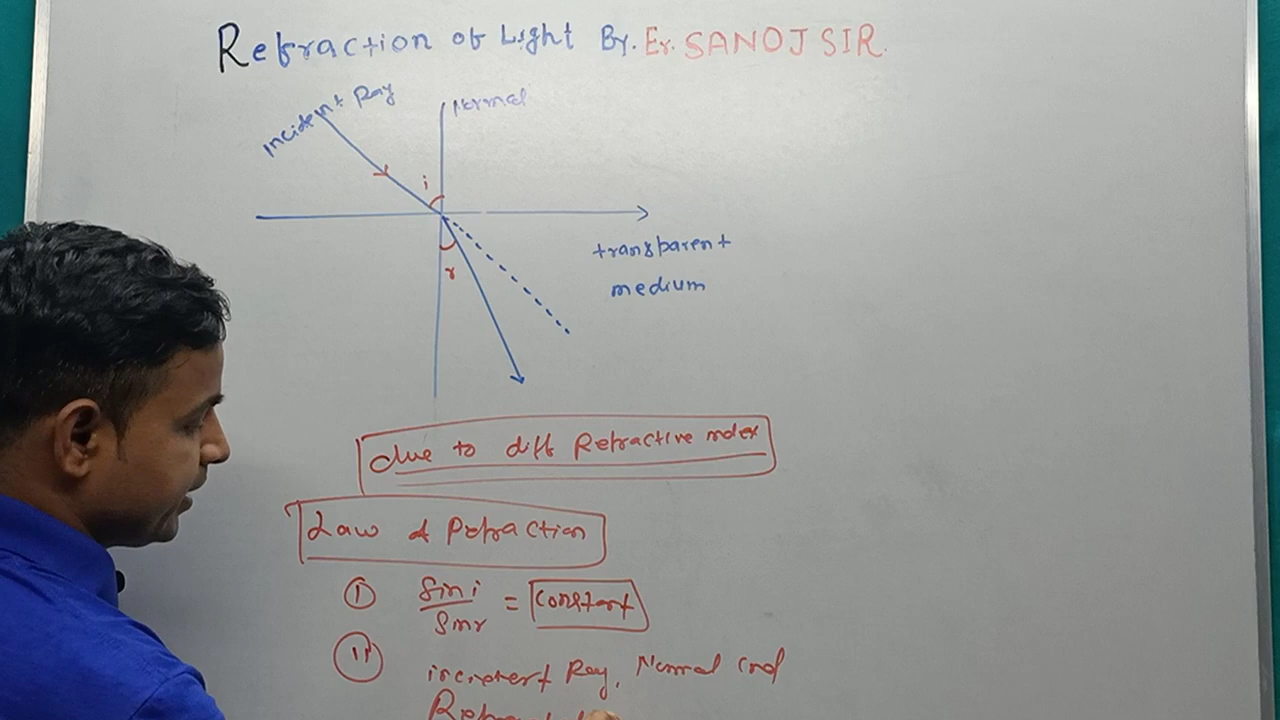 Refraction of Light By. Er. SANOJ SIR.
Incident Ray
Normal
i
transparent
medium
r
due to diff Refractive index
Law of Refraction
I sin i / sin r = Constant
II incident Ray, Normal and